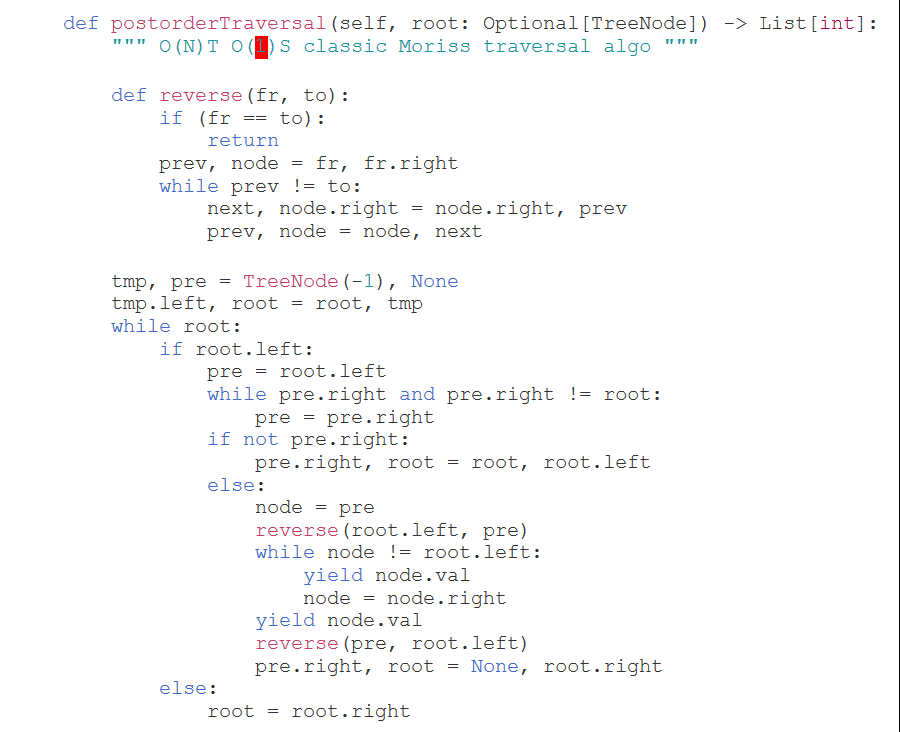 def postorderTraversal(self, root: Optional[TreeNode]) -> List[int]:
    """ O(N)T O(1)S classic Moriss traversal algo """

    def reverse(fr, to):
        if (fr == to):
            return
        prev, node = fr, fr.right
        while prev != to:
            next, node.right = node.right, prev
            prev, node = node, next

    tmp, pre = TreeNode(-1), None
    tmp.left, root = root, tmp
    while root:
        if root.left:
            pre = root.left
            while pre.right and pre.right != root:
                pre = pre.right
            if not pre.right:
                pre.right, root = root, root.left
            else:
                node = pre
                reverse(root.left, pre)
                while node != root.left:
                    yield node.val
                    node = node.right
                yield node.val
                reverse(pre, root.left)
                pre.right, root = None, root.right
        else:
            root = root.right